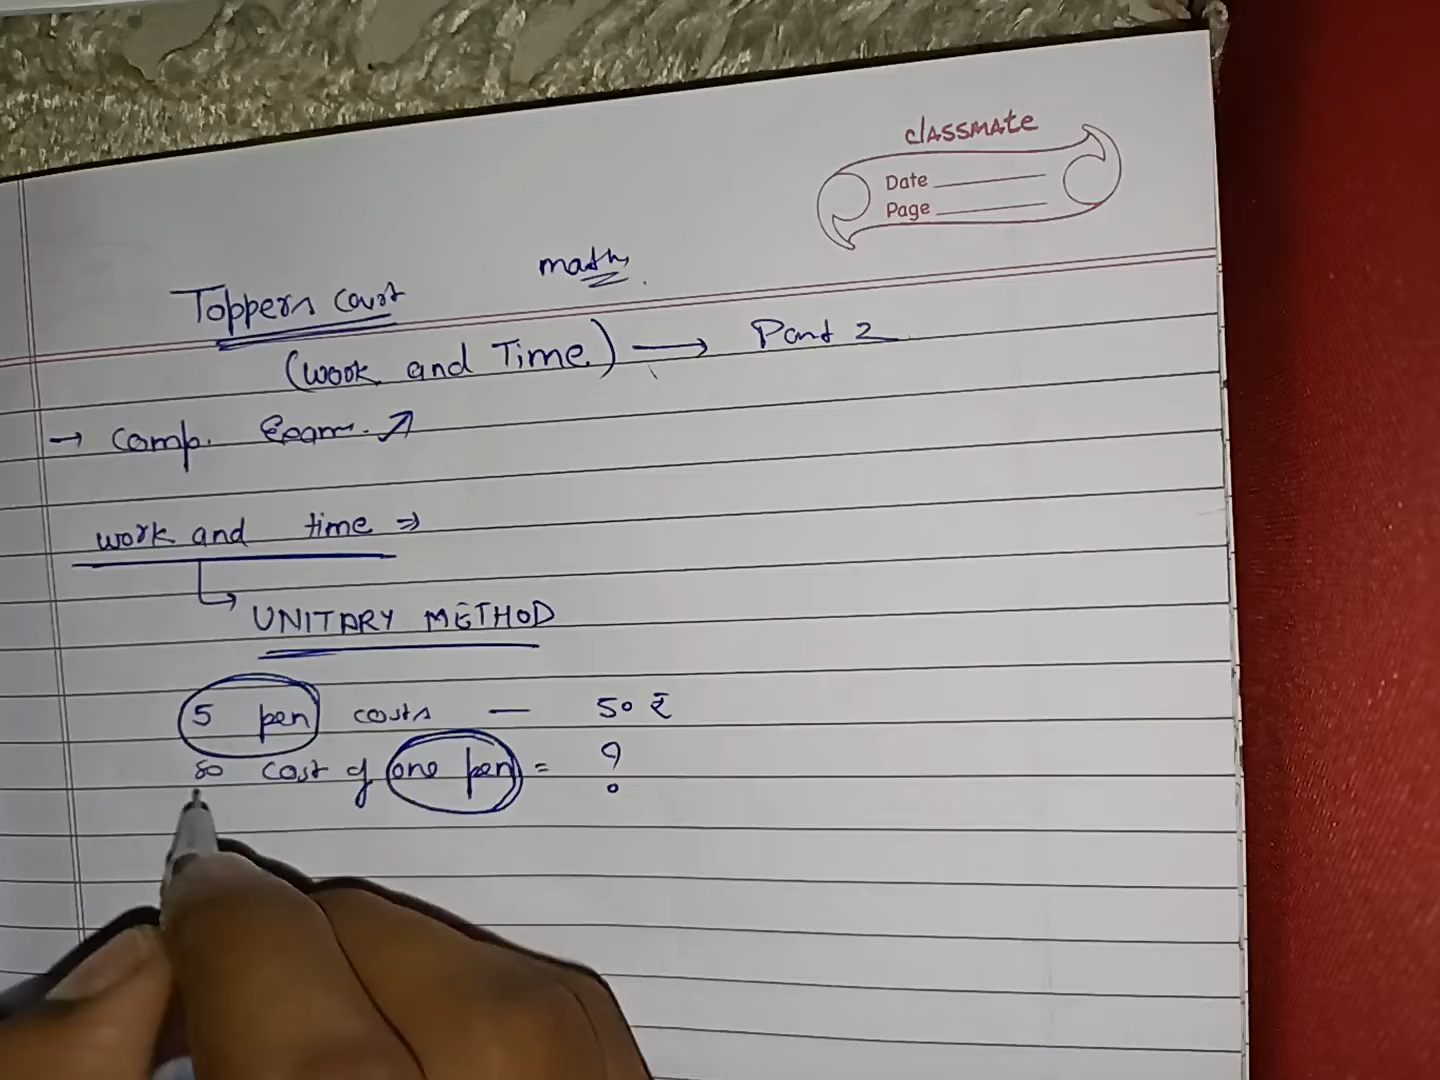 classmate
Date
Page
math
Toppers Court
(Work and Time) → Part 2
→ Comp. Exam. ↗
work and time ⇒
UNITARY METHOD
5 pen costs — 50 ₹
so cost of one pen = ?